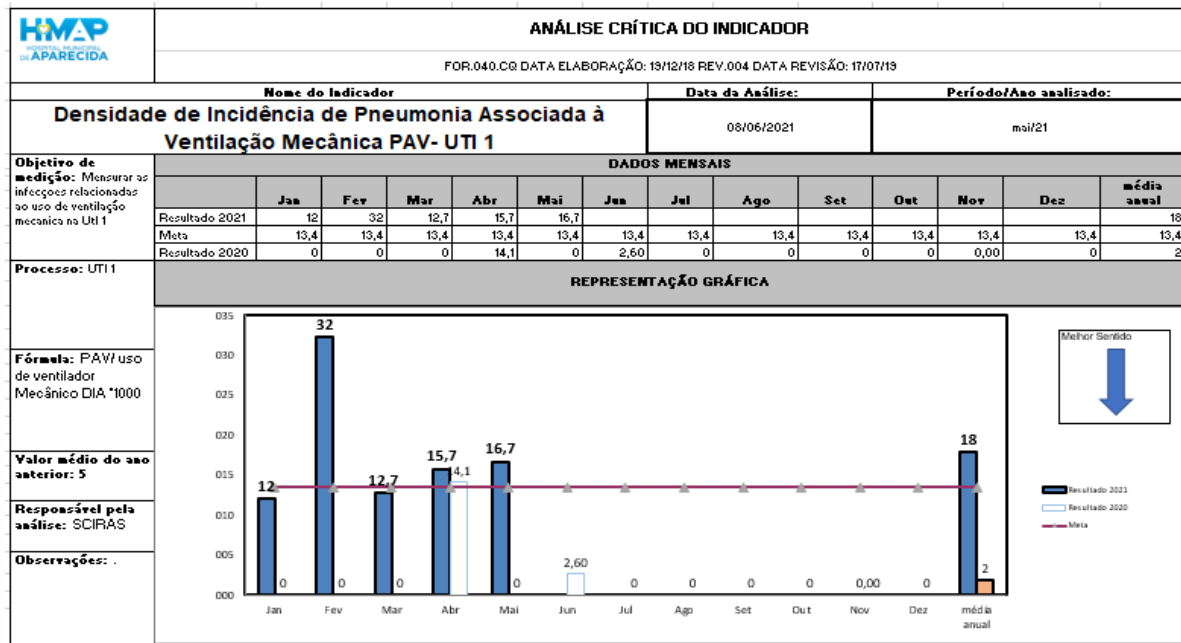 HMAP
HOSPITAL MUNICIPAL
DE APARECIDA
ANÁLISE CRÍTICA DO INDICADOR
FOR.040.CQ DATA ELABORAÇÃO: 19/12/18 REV.004 DATA REVISÃO: 17/07/19
Nome do Indicador Data da Análise: Período/Ano analisado:
Densidade de Incidência de Pneumonia Associada à
Ventilação Mecânica PAV- UTI 1
08/06/2021 mai/21
Objetivo de
medição: Mensurar as
infecçoes relacionadas
ao uso de ventilação
mecanica na Uti 1
DADOS MENSAIS
Jan Fev Mar Abr Mai Jun Jul Ago Set Out Nov Dez média anual
Resultado 2021 12 32 12,7 15,7 16,7 18
Meta 13,4 13,4 13,4 13,4 13,4 13,4 13,4 13,4 13,4 13,4 13,4 13,4 13,4
Resultado 2020 0 0 0 14,1 0 2,60 0 0 0 0 0,00 0 2
Processo: UTI 1
REPRESENTAÇÃO GRÁFICA
Fórmula: PAV/ uso
de ventilador
Mecânico DIA *1000
Valor médio do ano
anterior: 5
Responsável pela
análise: SCIRAS
Observações: .
035
030
025
020
015
010
005
000
12 32 12,7 15,7 16,7 18
0 0 0 4,1 0 2,60 0 0 0 0 0,00 0 2
Jan Fev Mar Abr Mai Jun Jul Ago Set Out Nov Dez média
anual
Melhor Sentido
Resultado 2021
Resultado 2020
Meta